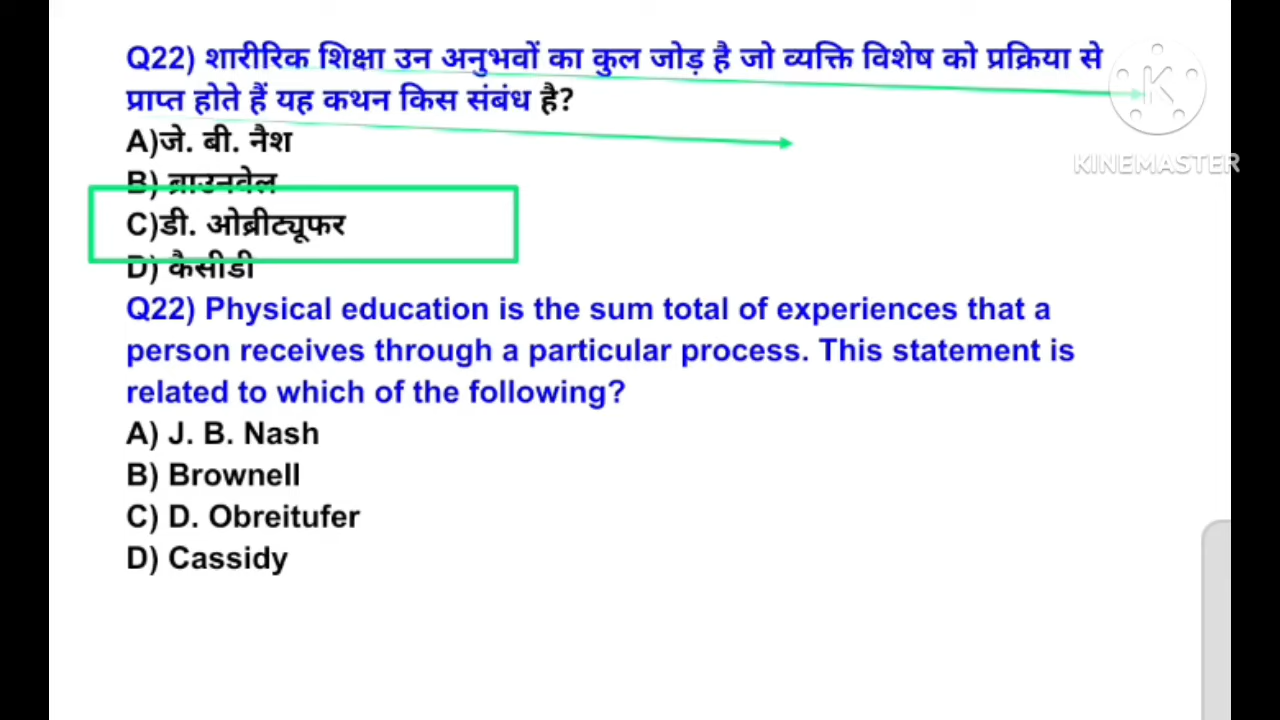 Q22) शारीरिक शिक्षा उन अनुभवों का कुल जोड़ है जो व्यक्ति विशेष को प्रक्रिया से
प्राप्त होते हैं यह कथन किस संबंध है?
A)जे. बी. नैश
B) ब्राउनवेल
C)डी. ओब्रीट्यूफर
D) कैसीडी
Q22) Physical education is the sum total of experiences that a
person receives through a particular process. This statement is
related to which of the following?
A) J. B. Nash
B) Brownell
C) D. Obreitufer
D) Cassidy
K
KINEMASTER